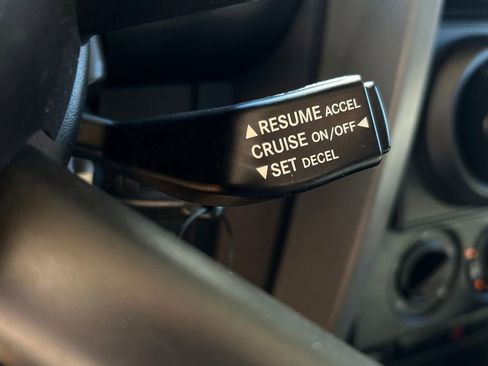 ▲RESUME ACCEL
CRUISE ON/OFF◄
▼SET DECEL